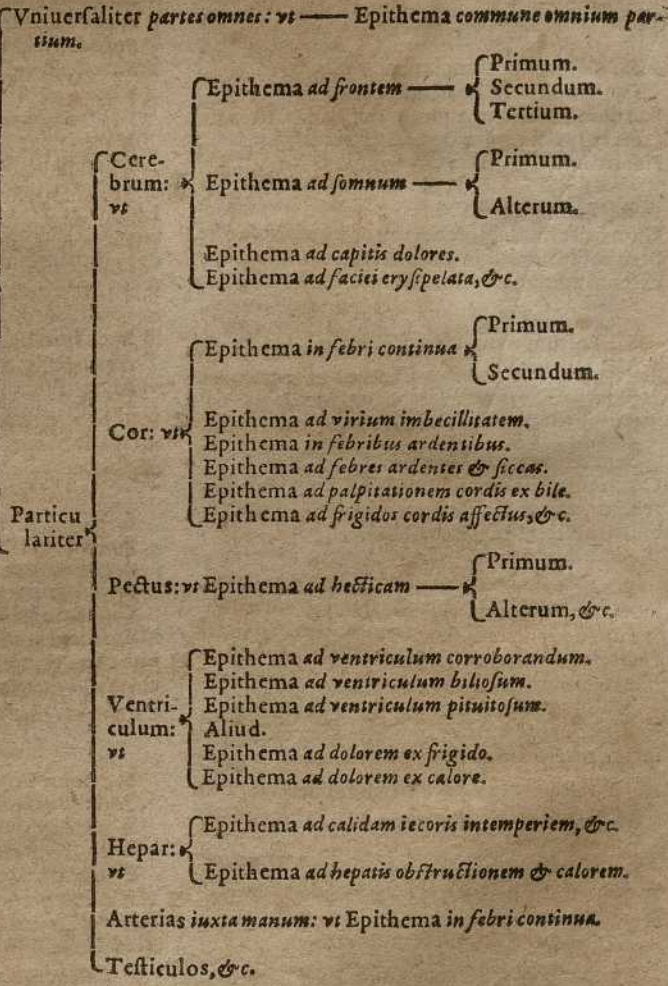 Vniuerſaliter partes omnes: vt — Epithema commune omnium par-
tium.
Particu
lariter
Cere-
brum:
vt
Epithema ad frontem —
Primum.
Secundum.
Tertium.
Epithema ad ſomnum —
Primum.
Alterum.
Epithema ad capitis dolores.
Epithema ad faciei eryſipelata, &c.
Cor: vt
Epithema in febri continua
Primum.
Secundum.
Epithema ad virium imbecillitatem.
Epithema in febribus ardentibus.
Epithema ad febres ardentes & ſiccas.
Epithema ad palpitationem cordis ex bile.
Epithema ad frigidos cordis affectus, &c.
Pectus: vt Epithema ad hecticam —
Primum.
Alterum, &c.
Ventri-
culum:
vt
Epithema ad ventriculum corroborandum.
Epithema ad ventriculum bilioſum.
Epithema ad ventriculum pituitoſum.
Aliud.
Epithema ad dolorem ex frigido.
Epithema ad dolorem ex calore.
Hepar:
vt
Epithema ad calidam iecoris intemperiem, &c.
Epithema ad hepatis obſtructionem & calorem.
Arterias iuxta manum: vt Epithema in febri continua.
Teſticulos, &c.